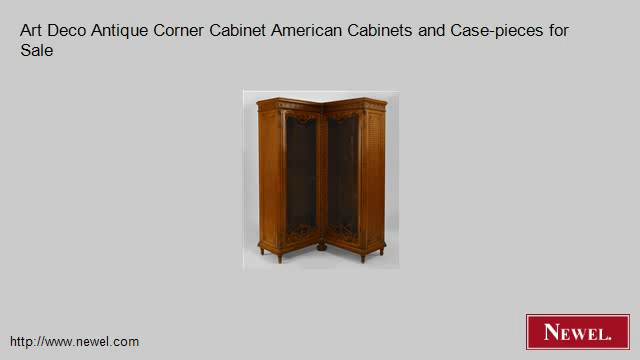 Art Deco Antique Corner Cabinet American Cabinets and Case-pieces for
Sale
http://www.newel.com
NEWEL.